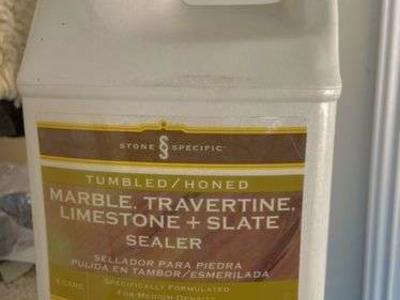 STONE SPECIFIC
TUMBLED/HONED
MARBLE, TRAVERTINE,
LIMESTONE + SLATE
SEALER
SELLADOR PARA PIEDRA
PULIDA EN TAMBOR/ESMERILADA
SPECIFICALLY FORMULATED
FOR MEDIUM DENSITY